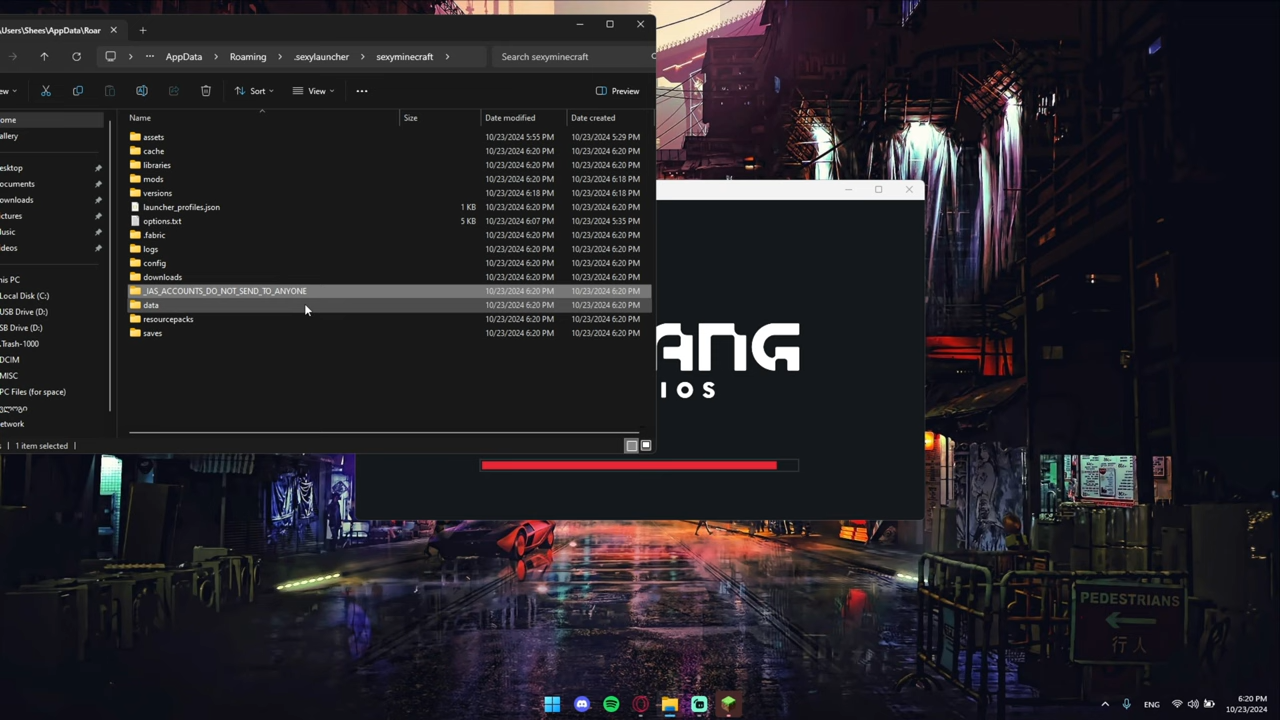 \Users\Shees\AppData\Roar
AppData > Roaming > .sexylauncher > sexyminecraft >
Search sexyminecraft
Sort
View
Preview
Name
Size
Date modified
Date created
assets 10/23/2024 5:55 PM 10/23/2024 5:29 PM
cache 10/23/2024 6:20 PM 10/23/2024 6:20 PM
libraries 10/23/2024 6:20 PM 10/23/2024 6:18 PM
mods 10/23/2024 6:20 PM 10/23/2024 6:18 PM
versions 10/23/2024 6:18 PM 10/23/2024 6:18 PM
launcher_profiles.json 1 KB 10/23/2024 6:20 PM 10/23/2024 6:20 PM
options.txt 5 KB 10/23/2024 6:07 PM 10/23/2024 5:35 PM
.fabric 10/23/2024 6:20 PM 10/23/2024 6:20 PM
logs 10/23/2024 6:20 PM 10/23/2024 6:20 PM
config 10/23/2024 6:20 PM 10/23/2024 6:20 PM
downloads 10/23/2024 6:20 PM 10/23/2024 6:20 PM
_IAS_ACCOUNTS_DO_NOT_SEND_TO_ANYONE 10/23/2024 6:20 PM 10/23/2024 6:20 PM
data 10/23/2024 6:20 PM 10/23/2024 6:20 PM
resourcepacks 10/23/2024 6:20 PM 10/23/2024 6:20 PM
saves 10/23/2024 6:20 PM 10/23/2024 6:20 PM
ew
ome
allery
esktop
ocuments
ownloads
ictures
usic
ideos
his PC
Local Disk (C:)
USB Drive (D:)
SB Drive (D:)
.Trash-1000
DCIM
MISC
PC Files (for space)
etwork
s | 1 item selected |
ANG
IOS
PEDESTRIANS
行人
ENG
6:20 PM
10/23/2024